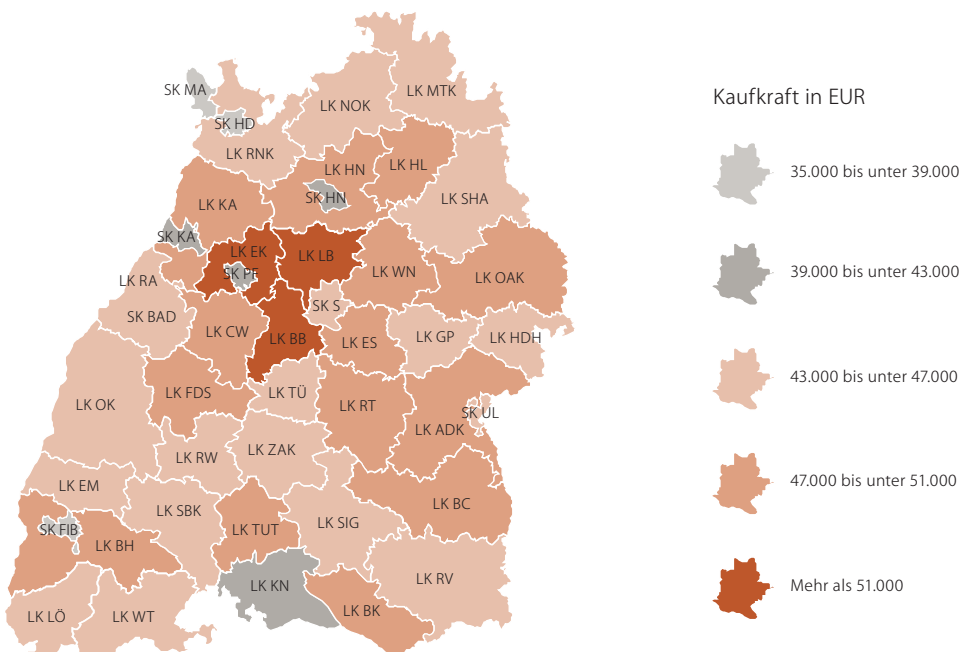 SK MA
LK MTK
LK NOK
SK HD
LK RNK
LK HN
LK HL
SK HN
LK SHA
LK KA
SK KA
LK EK
LK LB
SK PF
LK WN
LK OAK
LK RA
SK BAD
SK S
LK CW
LK BB
LK ES
LK GP
LK HDH
LK OK
LK FDS
LK TÜ
LK RT
SK UL
LK ADK
LK RW
LK ZAK
LK EM
LK SBK
LK SIG
LK BC
SK FIB
LK TUT
LK BH
LK KN
LK RV
LK LÖ
LK WT
LK BK
Kaufkraft in EUR
35.000 bis unter 39.000
39.000 bis unter 43.000
43.000 bis unter 47.000
47.000 bis unter 51.000
Mehr als 51.000